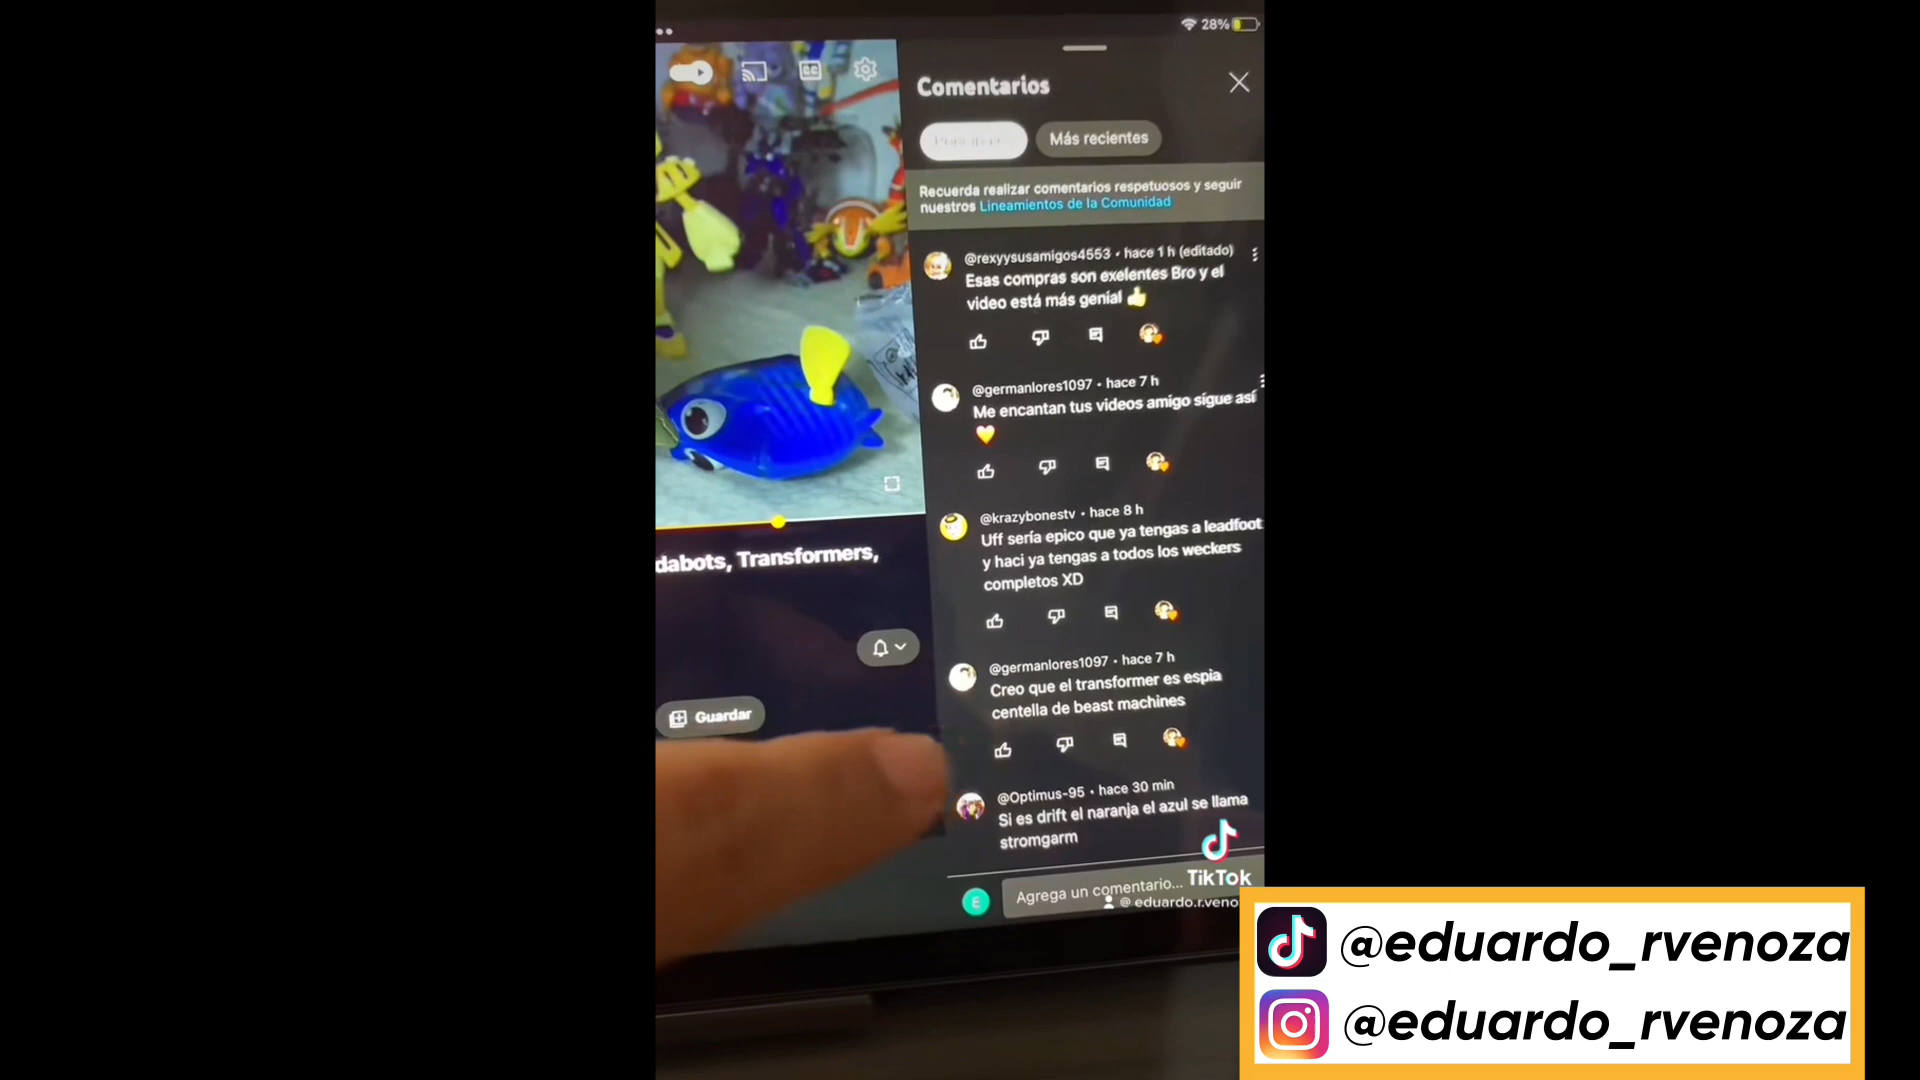 28%
CC
Comentarios
Más recientes
Recuerda realizar comentarios respetuosos y seguir
nuestros Lineamientos de la Comunidad
@rexyysusamigos4553 • hace 1 h (editado)
Esas compras son exelentes Bro y el
video está más genial 👍
@germanlores1097 • hace 7 h
Me encantan tus videos amigo sigue así
💛
@krazybonestv • hace 8 h
Uff sería epico que ya tengas a leadfoot
y haci ya tengas a todos los weckers
completos XD
dabots, Transformers,
@germanlores1097 • hace 7 h
Creo que el transformer es espia
centella de beast machines
Guardar
@Optimus-95 • hace 30 min
Si es drift el naranja el azul se llama
stromgarm
E
Agrega un comentario...
TikTok
@ eduardo.r.veno
@eduardo_rvenoza
@eduardo_rvenoza